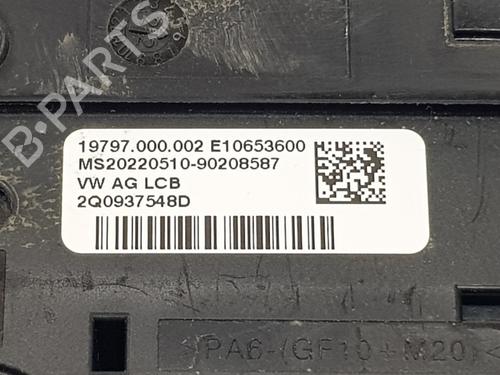 B-PARTS
19797.000.002 E10653600
MS20220510-90208587
VW AG LCB
2Q0937548D
>PA6-(GF10+M20)<